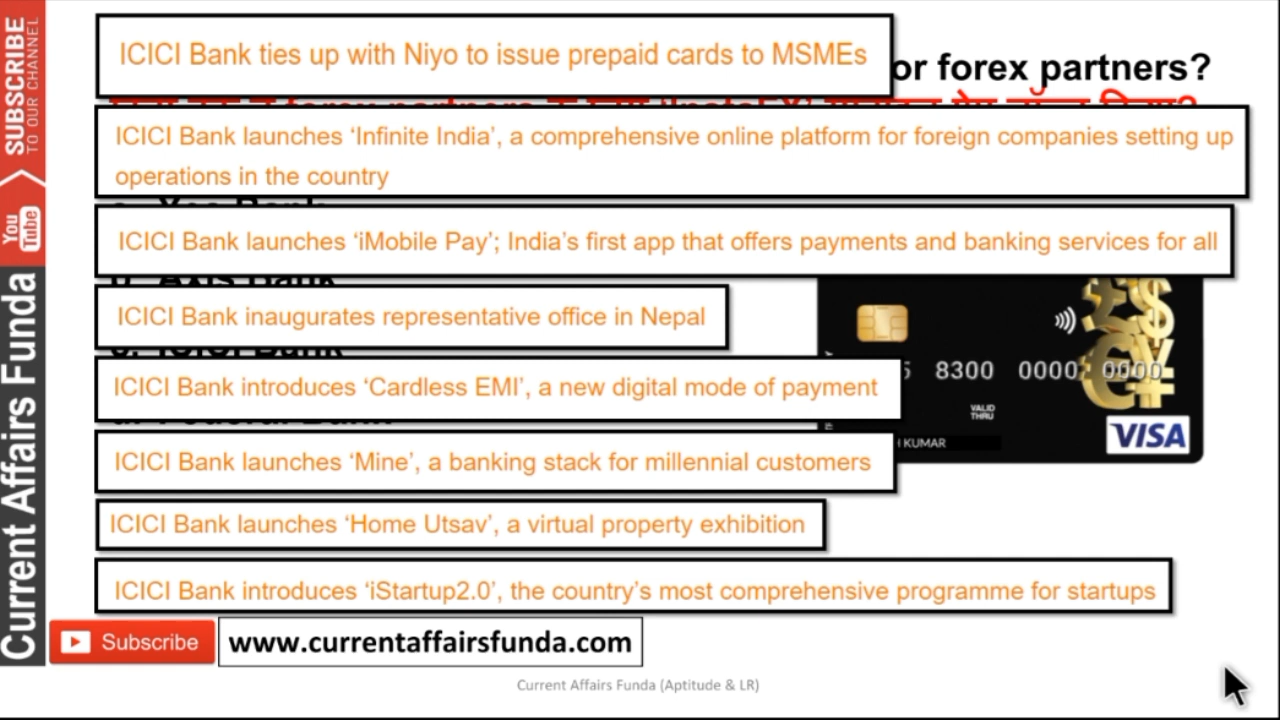 ICICI Bank ties up with Niyo to issue prepaid cards to MSMEs
or forex partners?
ICICI Bank launches ‘Infinite India’, a comprehensive online platform for foreign companies setting up
operations in the country
ICICI Bank launches ‘iMobile Pay’; India’s first app that offers payments and banking services for all
ICICI Bank inaugurates representative office in Nepal
ICICI Bank introduces ‘Cardless EMI’, a new digital mode of payment
8300 0000 0000
VALID
THRU
KUMAR
VISA
ICICI Bank launches ‘Mine’, a banking stack for millennial customers
ICICI Bank launches ‘Home Utsav’, a virtual property exhibition
ICICI Bank introduces ‘iStartup2.0’, the country’s most comprehensive programme for startups
SUBSCRIBE
TO OUR CHANNEL
You
Tube
Current Affairs Funda
Subscribe
www.currentaffairsfunda.com
Current Affairs Funda (Aptitude & LR)